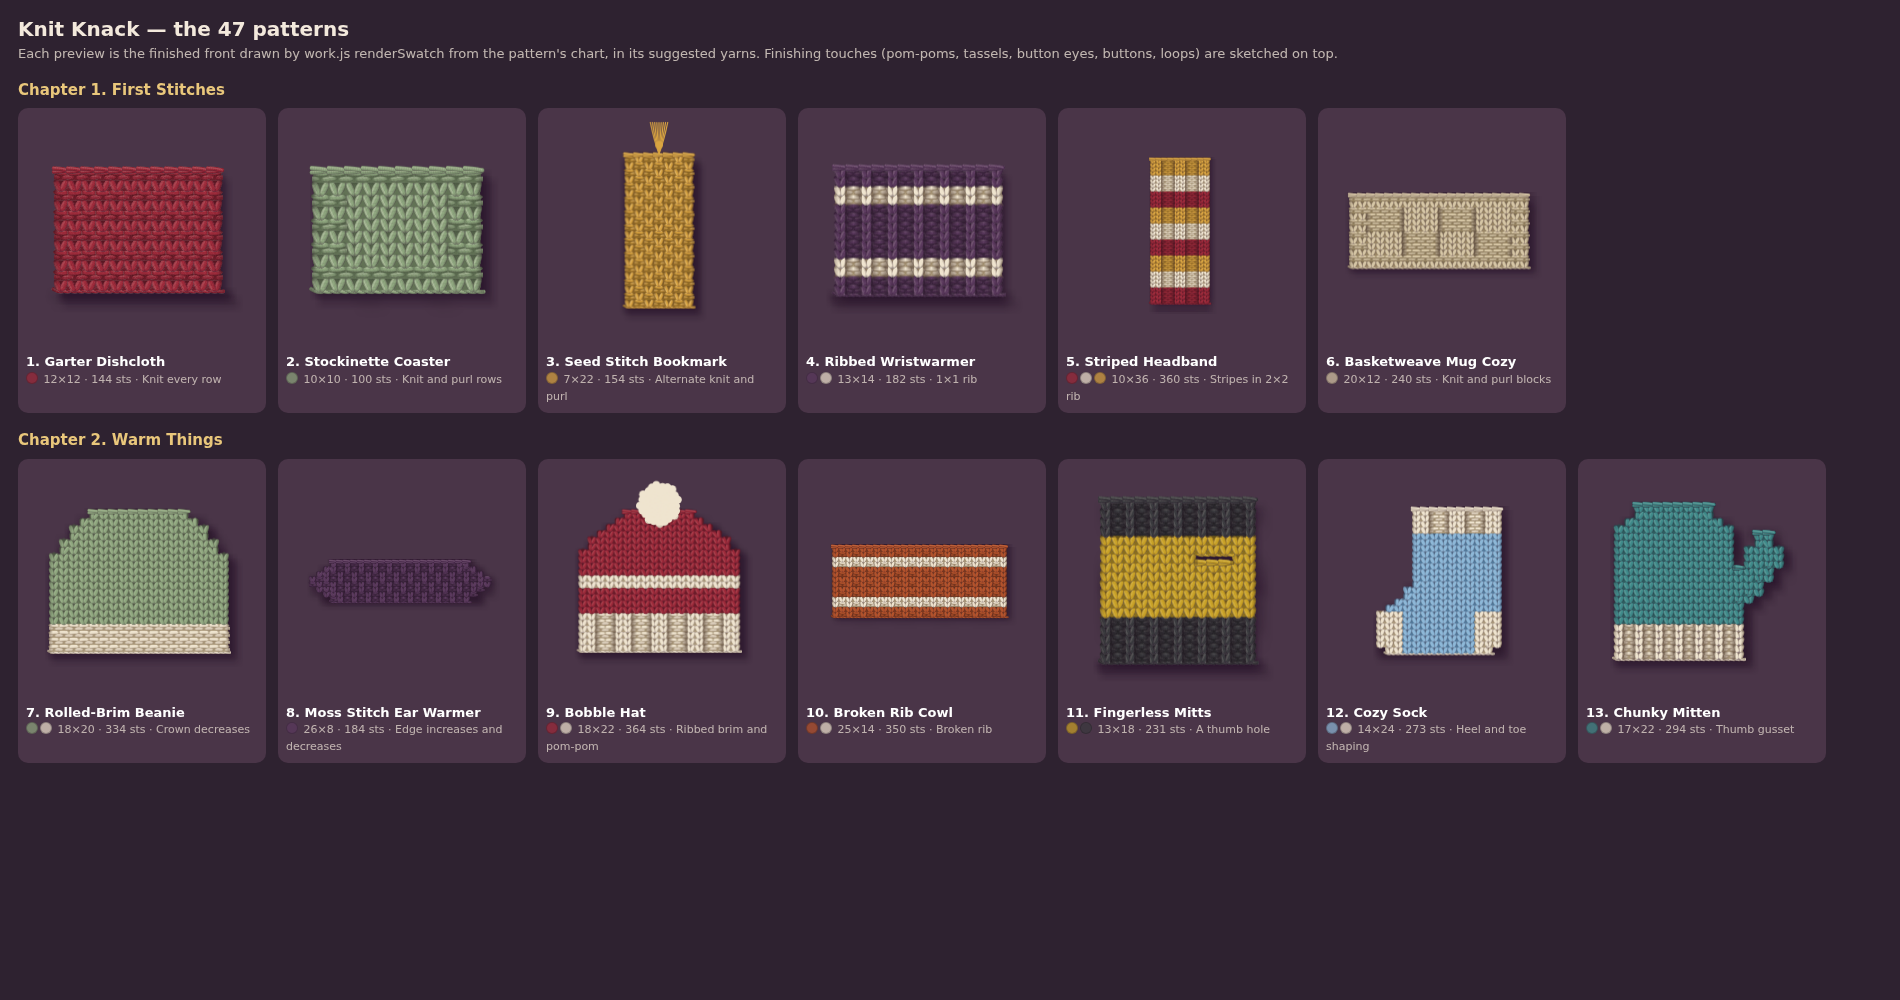 Knit Knack — the 47 patterns
Each preview is the finished front drawn by work.js renderSwatch from the pattern's chart, in its suggested yarns. Finishing touches (pom-poms, tassels, button eyes, buttons, loops) are sketched on top.
Chapter 1. First Stitches
1. Garter Dishcloth
12×12 · 144 sts · Knit every row
2. Stockinette Coaster
10×10 · 100 sts · Knit and purl rows
3. Seed Stitch Bookmark
7×22 · 154 sts · Alternate knit and
purl
4. Ribbed Wristwarmer
13×14 · 182 sts · 1×1 rib
5. Striped Headband
10×36 · 360 sts · Stripes in 2×2
rib
6. Basketweave Mug Cozy
20×12 · 240 sts · Knit and purl blocks
Chapter 2. Warm Things
7. Rolled-Brim Beanie
18×20 · 334 sts · Crown decreases
8. Moss Stitch Ear Warmer
26×8 · 184 sts · Edge increases and
decreases
9. Bobble Hat
18×22 · 364 sts · Ribbed brim and
pom-pom
10. Broken Rib Cowl
25×14 · 350 sts · Broken rib
11. Fingerless Mitts
13×18 · 231 sts · A thumb hole
12. Cozy Sock
14×24 · 273 sts · Heel and toe
shaping
13. Chunky Mitten
17×22 · 294 sts · Thumb gusset